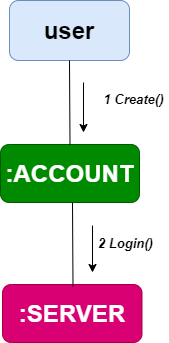 user
1 Create()
:ACCOUNT
2 Login()
:SERVER